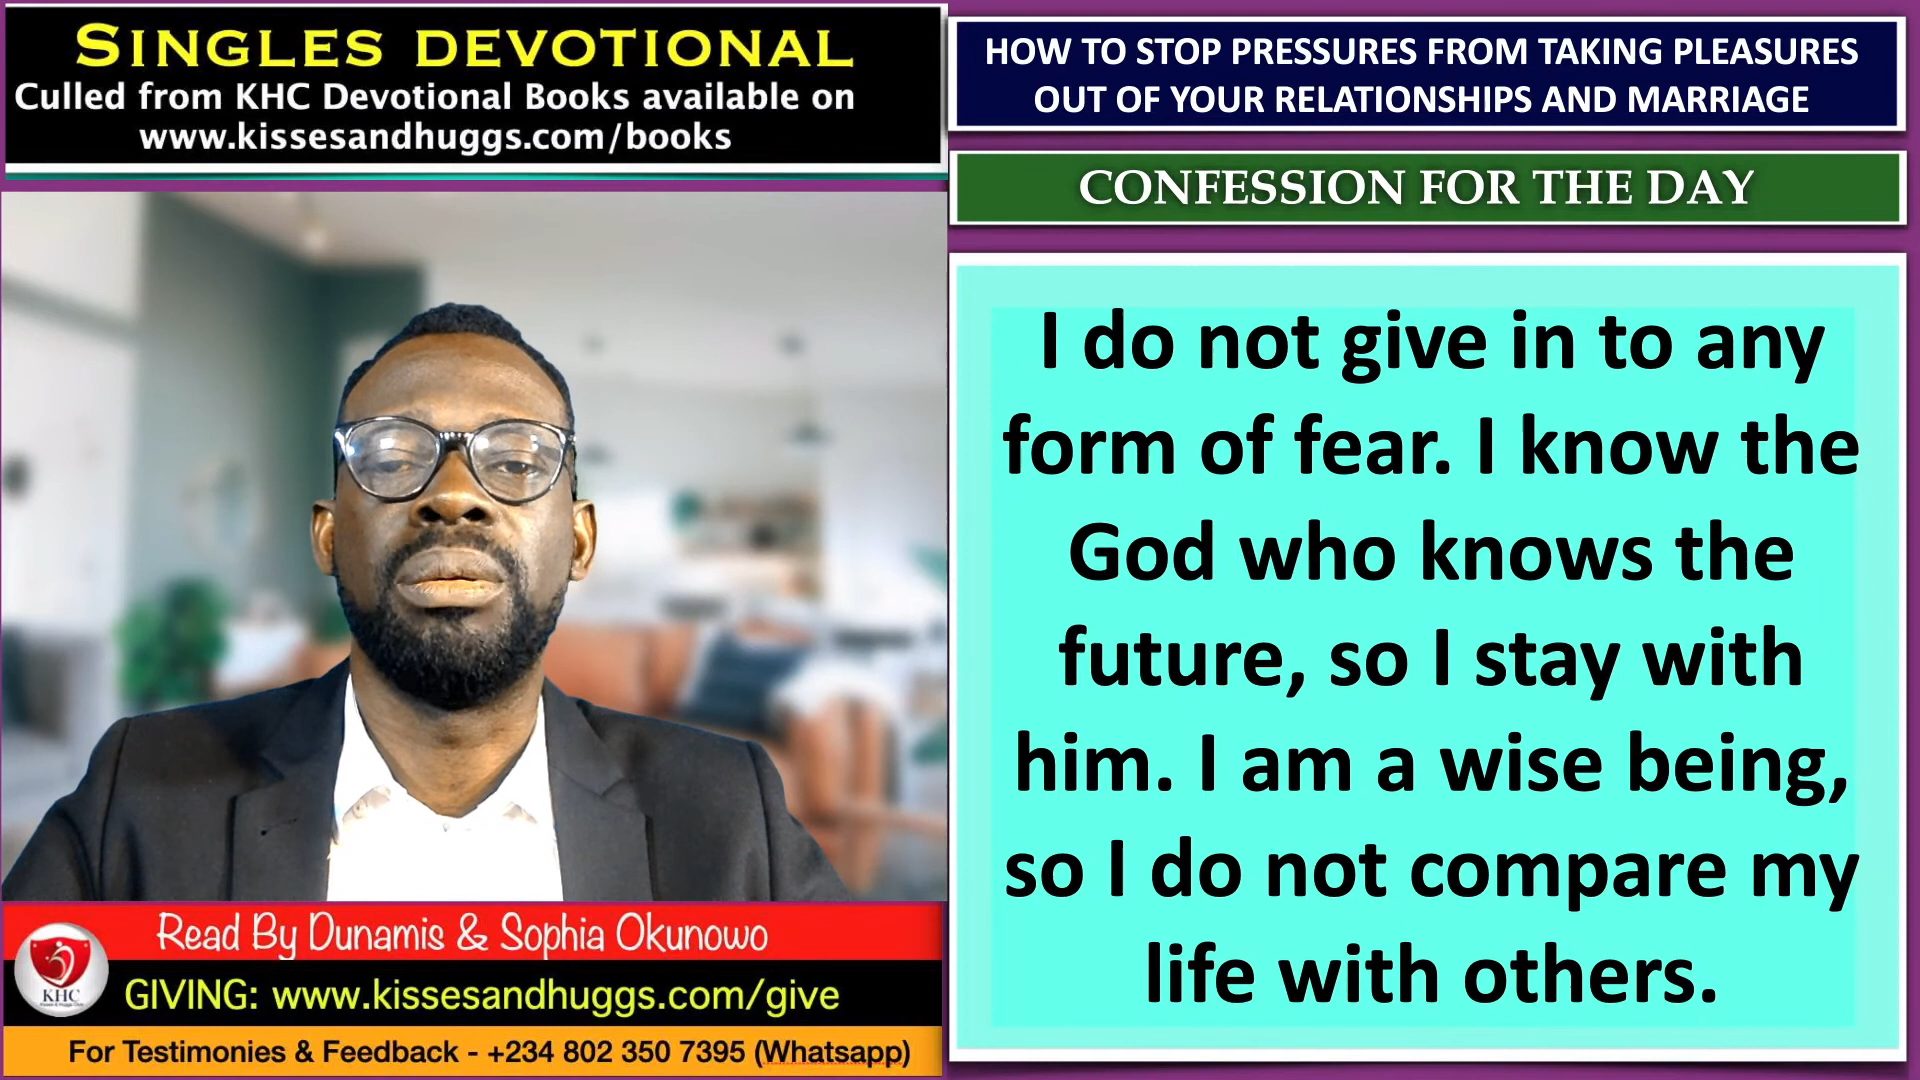 SINGLES DEVOTIONAL
Culled from KHC Devotional Books available on
www.kissesandhuggs.com/books
HOW TO STOP PRESSURES FROM TAKING PLEASURES
OUT OF YOUR RELATIONSHIPS AND MARRIAGE
CONFESSION FOR THE DAY
I do not give in to any
form of fear. I know the
God who knows the
future, so I stay with
him. I am a wise being,
so I do not compare my
life with others.
Read By Dunamis & Sophia Okunowo
KHC
GIVING: www.kissesandhuggs.com/give
For Testimonies & Feedback - +234 802 350 7395 (Whatsapp)